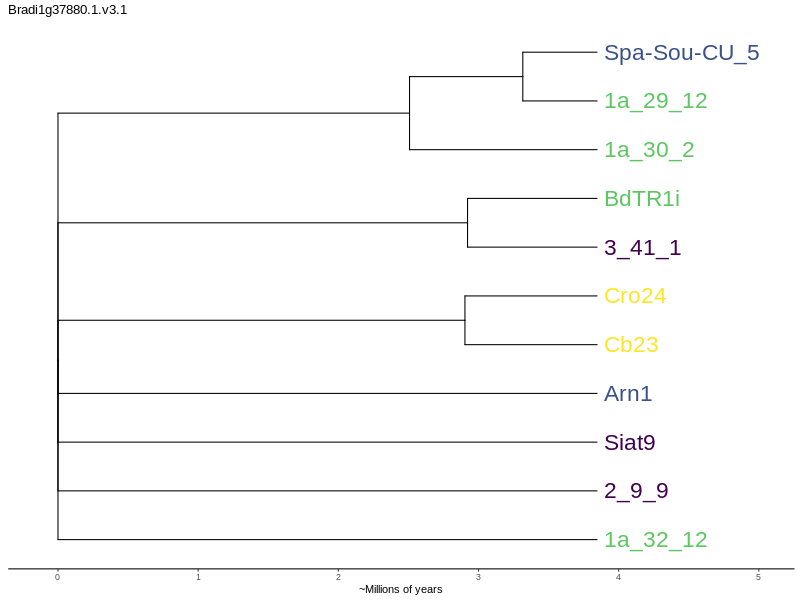 Bradi1g37880.1.v3.1
Spa-Sou-CU_5
1a_29_12
1a_30_2
BdTR1i
3_41_1
Cro24
Cb23
Arn1
Siat9
2_9_9
1a_32_12
0 1 2 3 4 5
~Millions of years